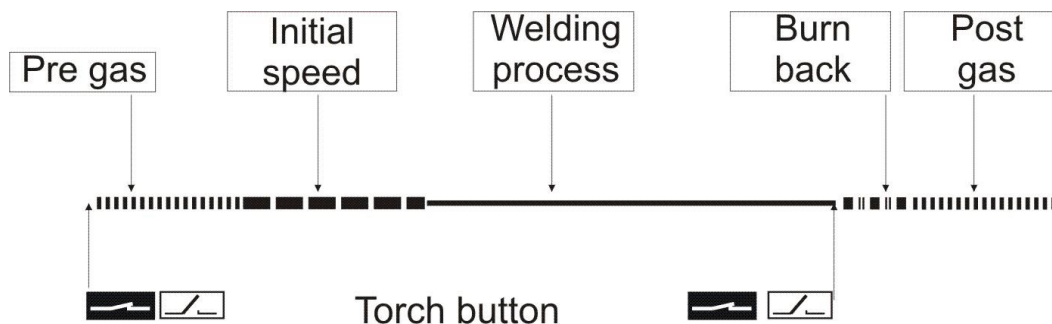 Pre gas
Initial
speed
Welding
process
Burn
back
Post
gas
Torch button